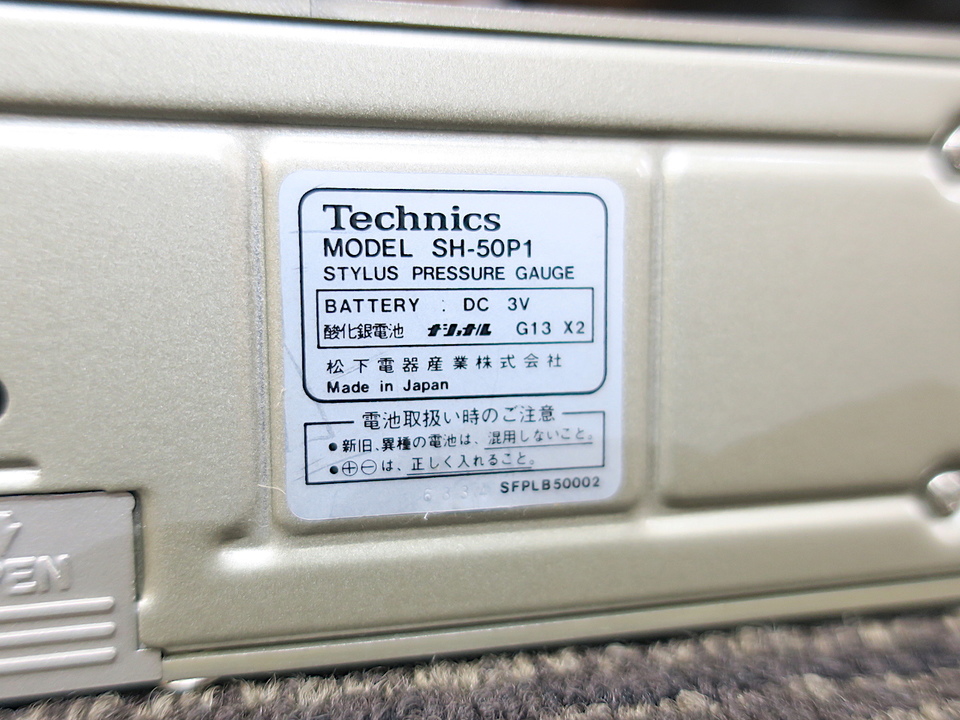 Technics
MODEL SH-50P1
STYLUS PRESSURE GAUGE
BATTERY : DC 3V
酸化銀電池 ナショナル G13 X2
松下電器産業株式会社
Made in Japan
電池取扱い時のご注意
●新旧、異種の電池は、混用しないこと。
●⊕⊖は、正しく入れること。
SFPLB50002